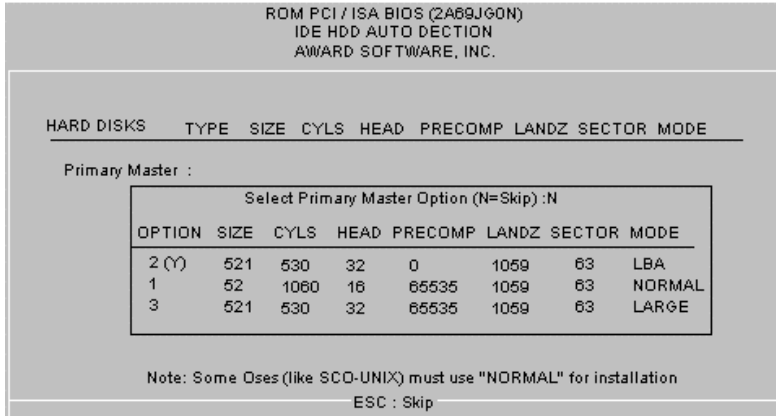 ROM PCI / ISA BIOS (2A69JG0N)
IDE HDD AUTO DECTION
AWARD SOFTWARE, INC.
HARD DISKS TYPE SIZE CYLS HEAD PRECOMP LANDZ SECTOR MODE
Primary Master :
Select Primary Master Option (N=Skip) :N
OPTION SIZE CYLS HEAD PRECOMP LANDZ SECTOR MODE
2 (Y) 521 530 32 0 1059 63 LBA
1 52 1060 16 65535 1059 63 NORMAL
3 521 530 32 65535 1059 63 LARGE
Note: Some Oses (like SCO-UNIX) must use "NORMAL" for installation
ESC : Skip